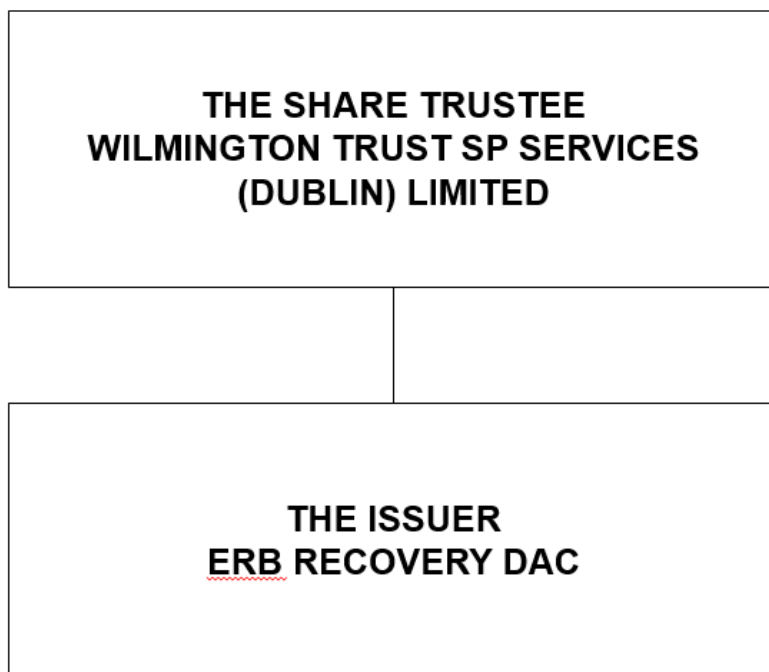 THE SHARE TRUSTEE
WILMINGTON TRUST SP SERVICES
(DUBLIN) LIMITED
THE ISSUER
ERB RECOVERY DAC